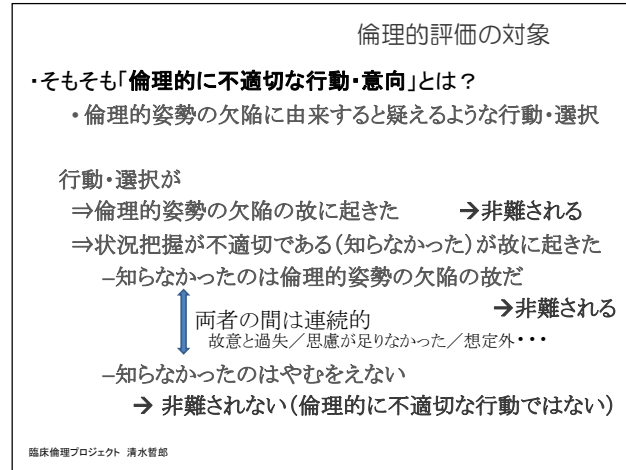 倫理的評価の対象
・そもそも「倫理的に不適切な行動・意向」とは?
・倫理的姿勢の欠陥に由来すると疑えるような行動・選択
行動・選択が
⇒倫理的姿勢の欠陥の故に起きた →非難される
⇒状況把握が不適切である(知らなかった)が故に起きた
–知らなかったのは倫理的姿勢の欠陥の故だ
→非難される
両者の間は連続的
故意と過失/思慮が足りなかった/想定外・・・
–知らなかったのはやむをえない
→ 非難されない(倫理的に不適切な行動ではない)
臨床倫理プロジェクト 清水哲郎